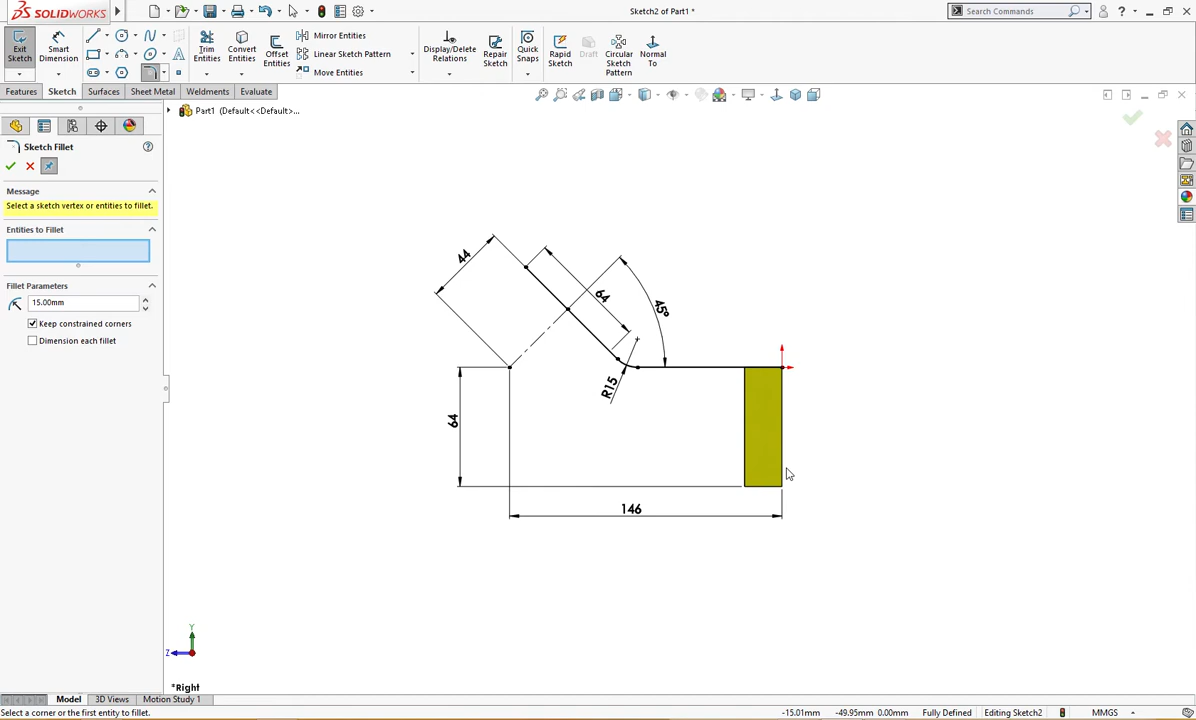 SOLIDWORKS
Sketch2 of Part1 *
Search Commands
?
Exit Sketch
Smart Dimension
Trim Entities
Convert Entities
Offset Entities
Mirror Entities
Linear Sketch Pattern
Move Entities
Display/Delete Relations
Repair Sketch
Quick Snaps
Rapid Sketch
Draft
Circular Sketch Pattern
Normal To
Features
Sketch
Surfaces
Sheet Metal
Weldments
Evaluate
Part1 (Default<<Default>...
Sketch Fillet
Message
Select a sketch vertex or entities to fillet.
Entities to Fillet
Fillet Parameters
15.00mm
Keep constrained corners
Dimension each fillet
44
64
45°
R15
64
146
Y
Z
*Right
Model
3D Views
Motion Study 1
Select a corner or the first entity to fillet.
-15.01mm
-49.95mm 0.00mm
Fully Defined
Editing Sketch2
MMGS